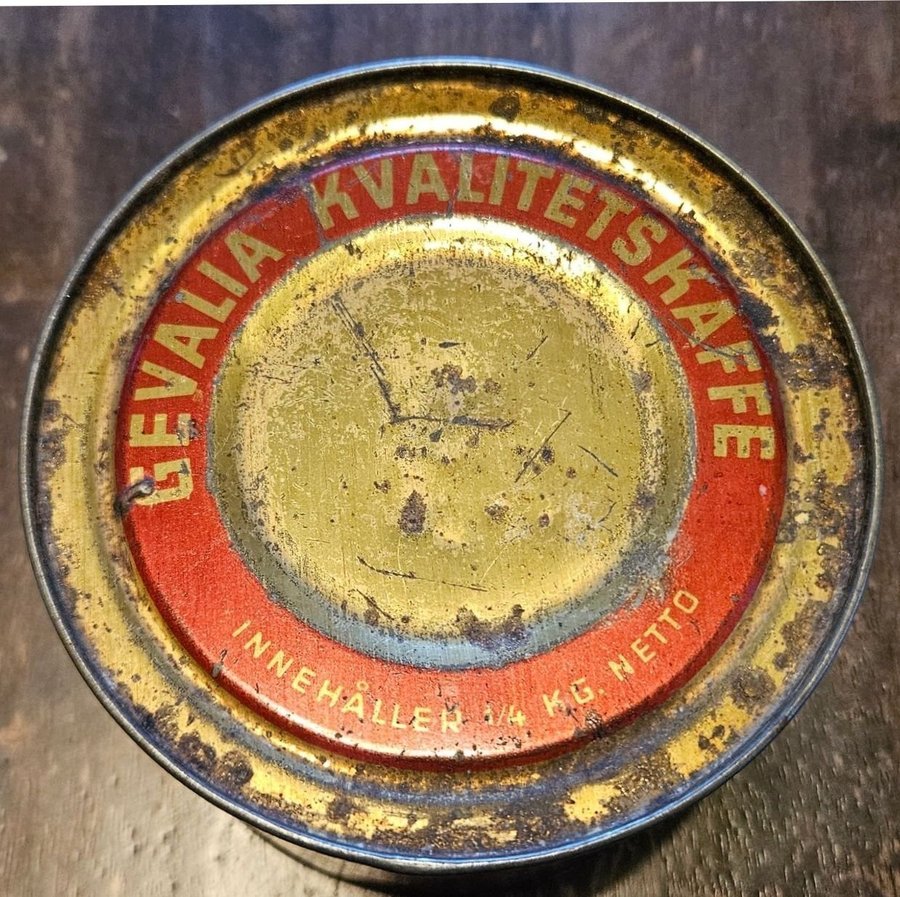 GEVALIA KVALITETSKAFFE
INNEHÅLLER 1/4 KG. NETTO